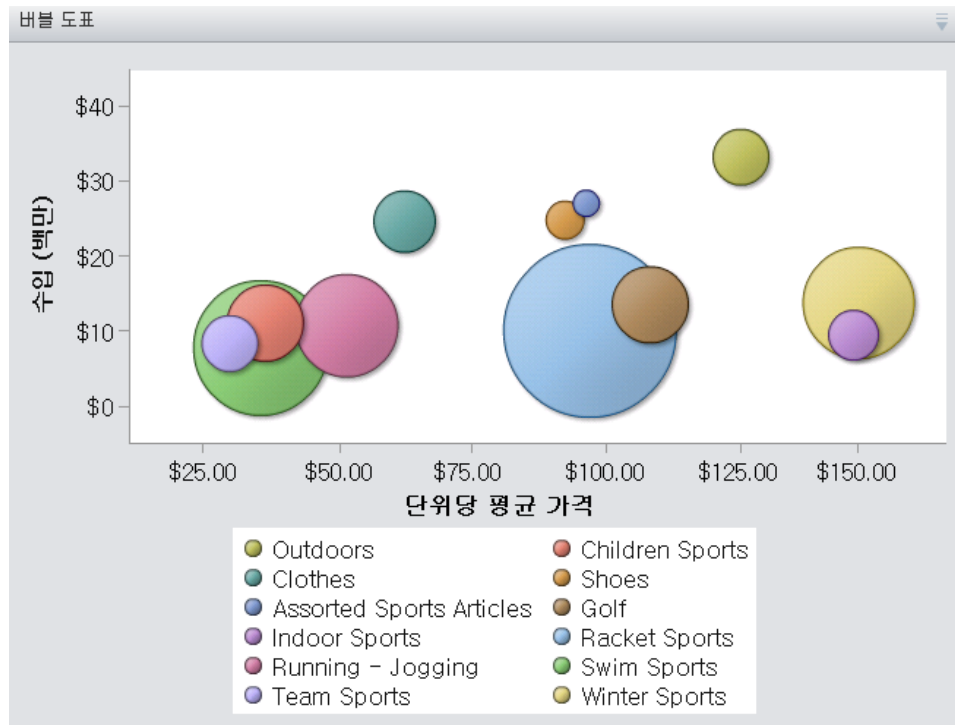 버블 도표
$40
$30
$20
$10
$0
수입 (백만)
$25.00 $50.00 $75.00 $100.00 $125.00 $150.00
단위당 평균 가격
Outdoors Children Sports
Clothes Shoes
Assorted Sports Articles Golf
Indoor Sports Racket Sports
Running - Jogging Swim Sports
Team Sports Winter Sports